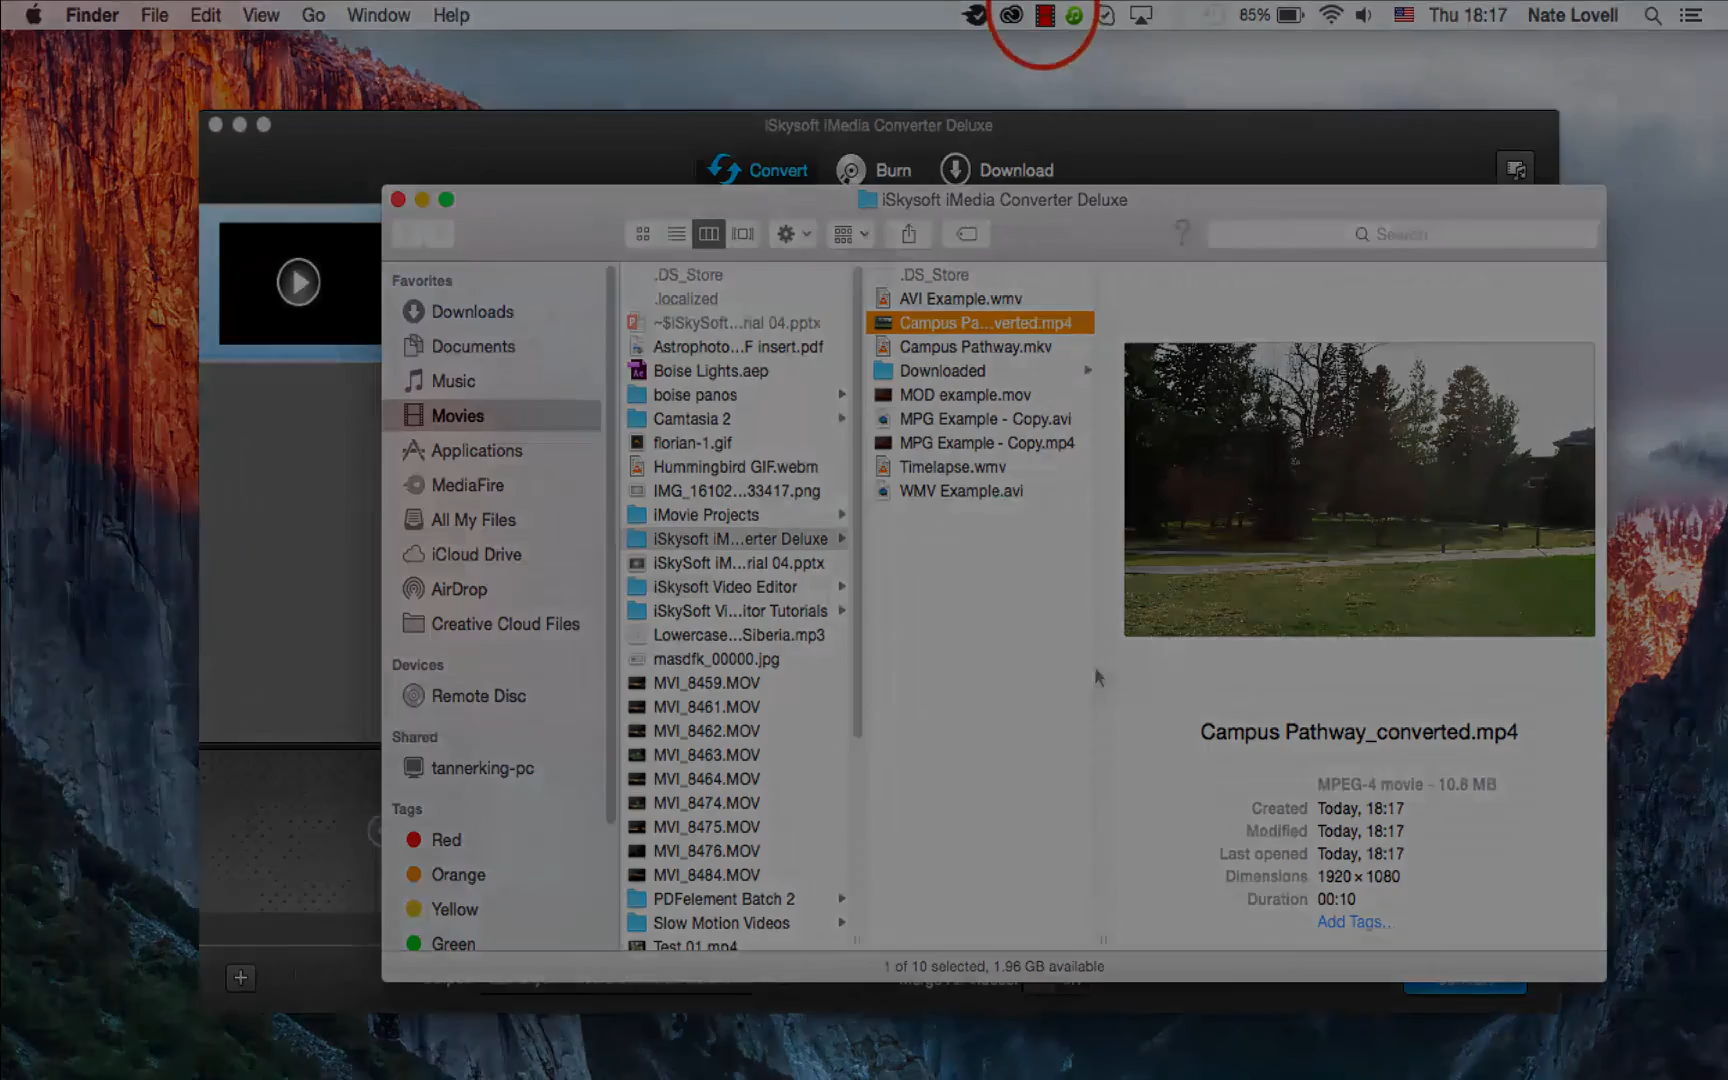 Finder File Edit View Go Window Help
85% Thu 18:17 Nate Lovell
iSkysoft iMedia Converter Deluxe
Convert Burn Download
iSkysoft iMedia Converter Deluxe
Search
Favorites
Downloads
Documents
Music
Movies
Applications
MediaFire
All My Files
iCloud Drive
AirDrop
Creative Cloud Files
Devices
Remote Disc
Shared
tannerking-pc
Tags
Red
Orange
Yellow
Green
.DS_Store
.localized
~$iSkySoft...rial 04.pptx
Astrophoto...F insert.pdf
Boise Lights.aep
boise panos
Camtasia 2
florian-1.gif
Hummingbird GIF.webm
IMG_16102...33417.png
iMovie Projects
iSkysoft iM...erter Deluxe
iSkySoft iM...rial 04.pptx
iSkysoft Video Editor
iSkySoft Vi...itor Tutorials
Lowercase...Siberia.mp3
masdfk_00000.jpg
MVI_8459.MOV
MVI_8461.MOV
MVI_8462.MOV
MVI_8463.MOV
MVI_8464.MOV
MVI_8474.MOV
MVI_8475.MOV
MVI_8476.MOV
MVI_8484.MOV
PDFelement Batch 2
Slow Motion Videos
Test 01.mp4
.DS_Store
AVI Example.wmv
Campus Pa...verted.mp4
Campus Pathway.mkv
Downloaded
MOD example.mov
MPG Example - Copy.avi
MPG Example - Copy.mp4
Timelapse.wmv
WMV Example.avi
Campus Pathway_converted.mp4
MPEG-4 movie - 10.8 MB
Created Today, 18:17
Modified Today, 18:17
Last opened Today, 18:17
Dimensions 1920 × 1080
Duration 00:10
Add Tags...
1 of 10 selected, 1.96 GB available